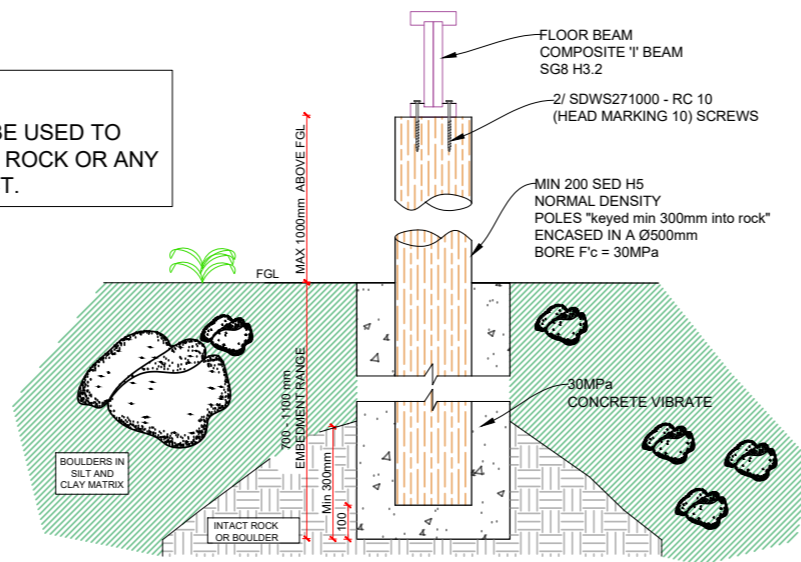 BE USED TO
ROCK OR ANY
T.
FLOOR BEAM
COMPOSITE 'I' BEAM
SG8 H3.2
2/ SDWS271000 - RC 10
(HEAD MARKING 10) SCREWS
MAX 1000mm ABOVE FGL
MIN 200 SED H5
NORMAL DENSITY
POLES "keyed min 300mm into rock"
ENCASED IN A Ø500mm
BORE F'c = 30MPa
FGL
700 - 1100 mm
EMBEDMENT RANGE
30MPa
CONCRETE VIBRATE
BOULDERS IN
SILT AND
CLAY MATRIX
Min 300mm
100
INTACT ROCK
OR BOULDER